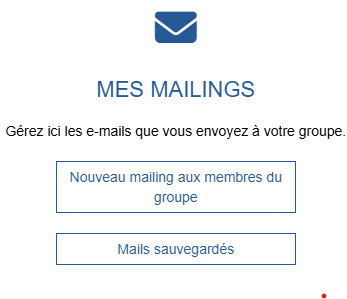 MES MAILINGS
Gérez ici les e-mails que vous envoyez à votre groupe.
Nouveau mailing aux membres du
groupe
Mails sauvegardés